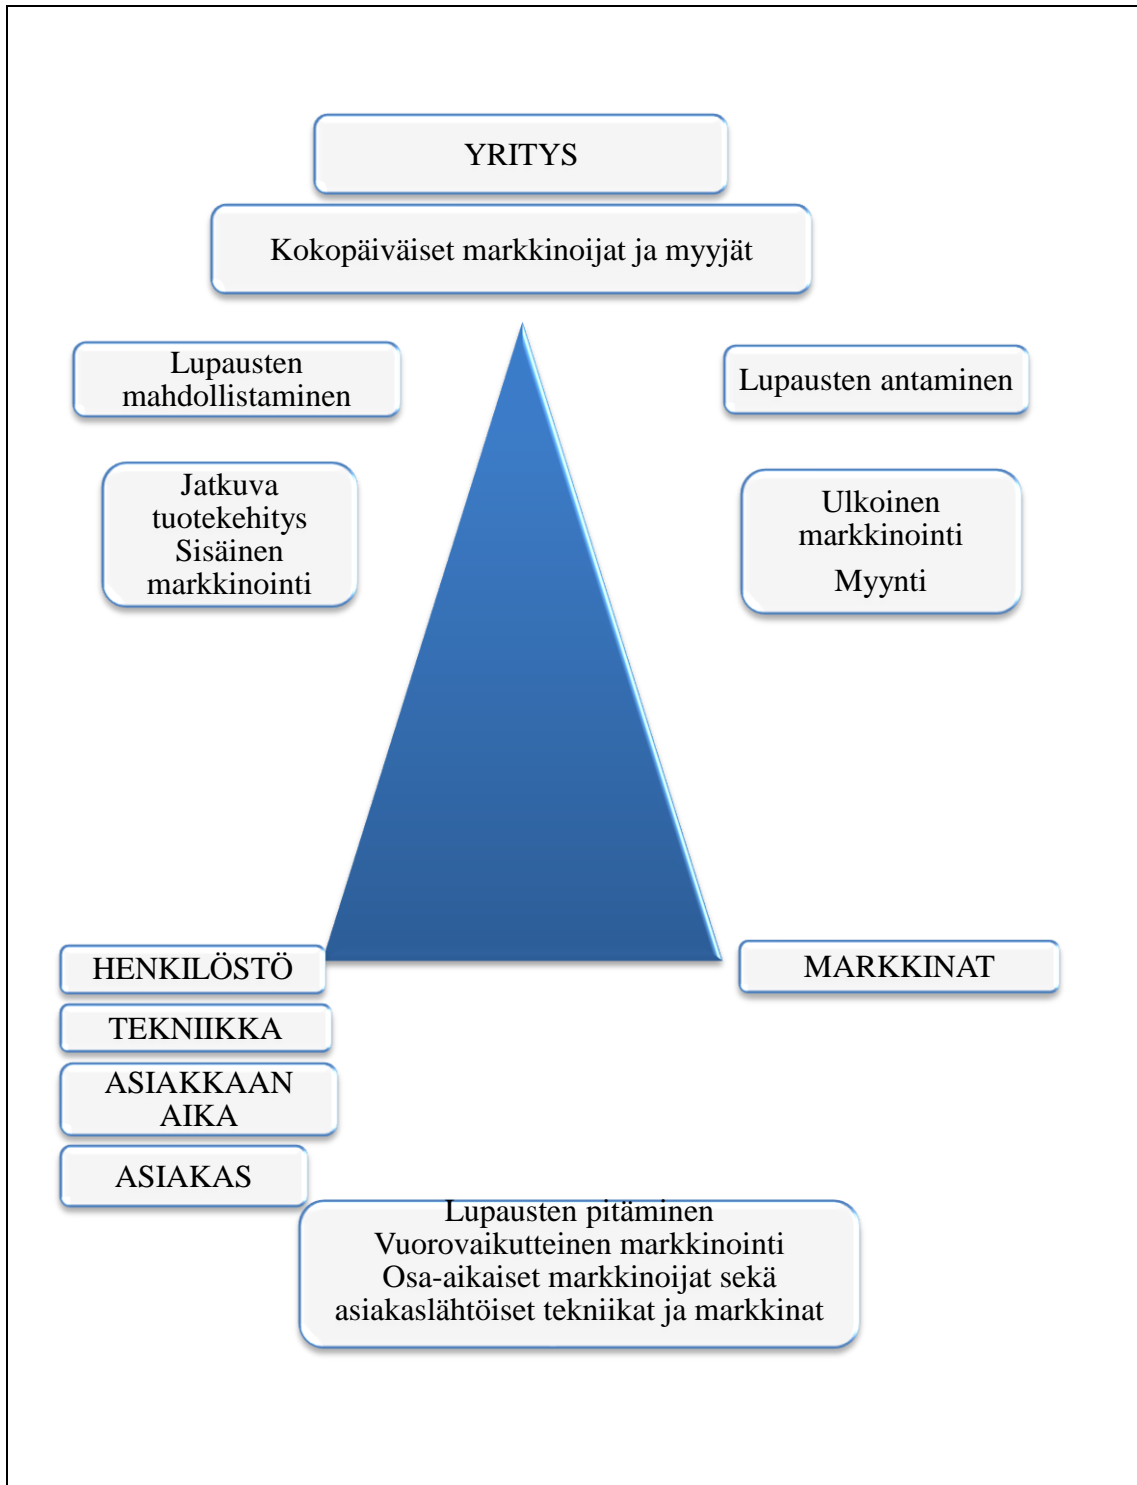 YRITYS
Kokopäiväiset markkinoijat ja myyjät
Lupausten
mahdollistaminen
Lupausten antaminen
Jatkuva
tuotekehitys
Sisäinen
markkinointi
Ulkoinen
markkinointi
Myynti
HENKILÖSTÖ
MARKKINAT
TEKNIIKKA
ASIAKKAAN
AIKA
ASIAKAS
Lupausten pitäminen
Vuorovaikutteinen markkinointi
Osa-aikaiset markkinoijat sekä
asiakaslähtöiset tekniikat ja markkinat